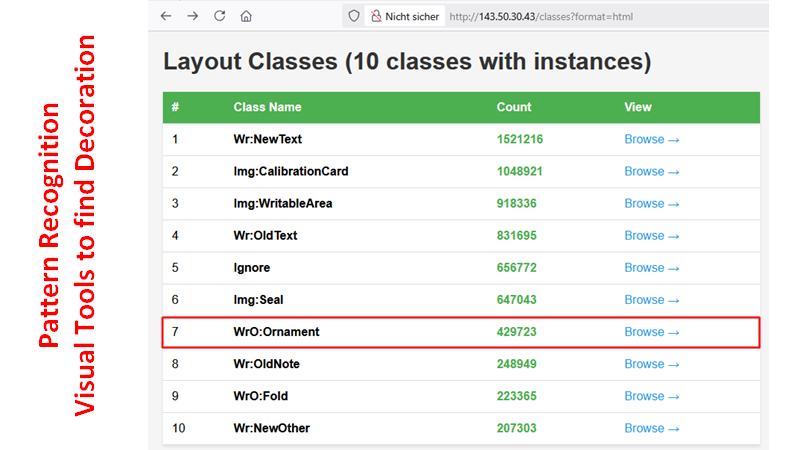 Pattern Recognition
Visual Tools to find Decoration
Nicht sicher http://143.50.30.43/classes?format=html
Layout Classes (10 classes with instances)
# Class Name Count View
1 Wr:NewText 1521216 Browse →
2 Img:CalibrationCard 1048921 Browse →
3 Img:WritableArea 918336 Browse →
4 Wr:OldText 831695 Browse →
5 Ignore 656772 Browse →
6 Img:Seal 647043 Browse →
7 WrO:Ornament 429723 Browse →
8 Wr:OldNote 248949 Browse →
9 WrO:Fold 223365 Browse →
10 Wr:NewOther 207303 Browse →